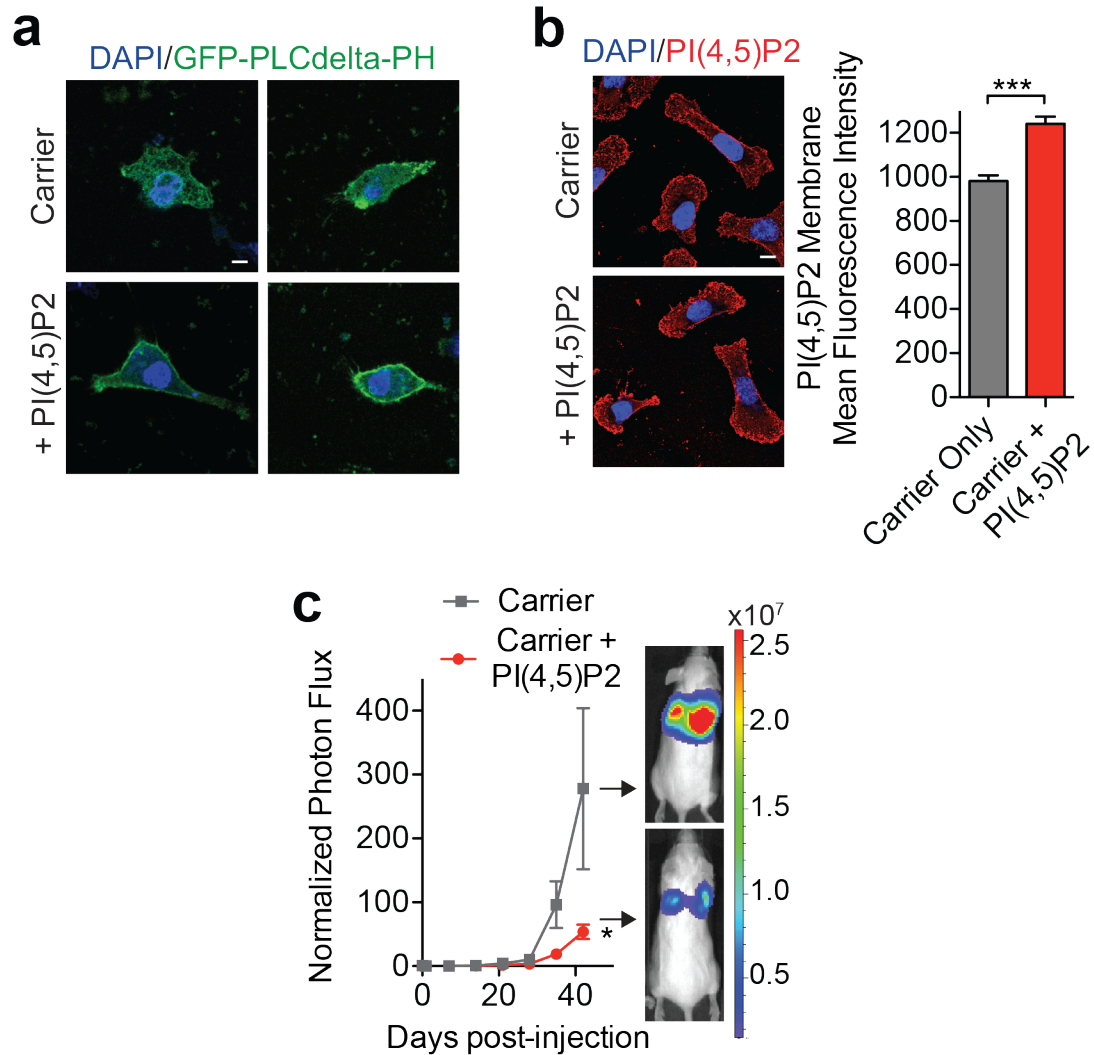 a
DAPI/GFP-PLCdelta-PH
Carrier
+ PI(4,5)P2
b
DAPI/PI(4,5)P2
Carrier
+ PI(4,5)P2
PI(4,5)P2 Membrane
Mean Fluorescence Intensity
***
1200
1000
800
600
400
200
0
Carrier Only
Carrier +
PI(4,5)P2
c
Carrier
Carrier +
PI(4,5)P2
Normalized Photon Flux
400
300
200
100
0
*
0
20
40
Days post-injection
x10⁷
2.5
2.0
1.5
1.0
0.5